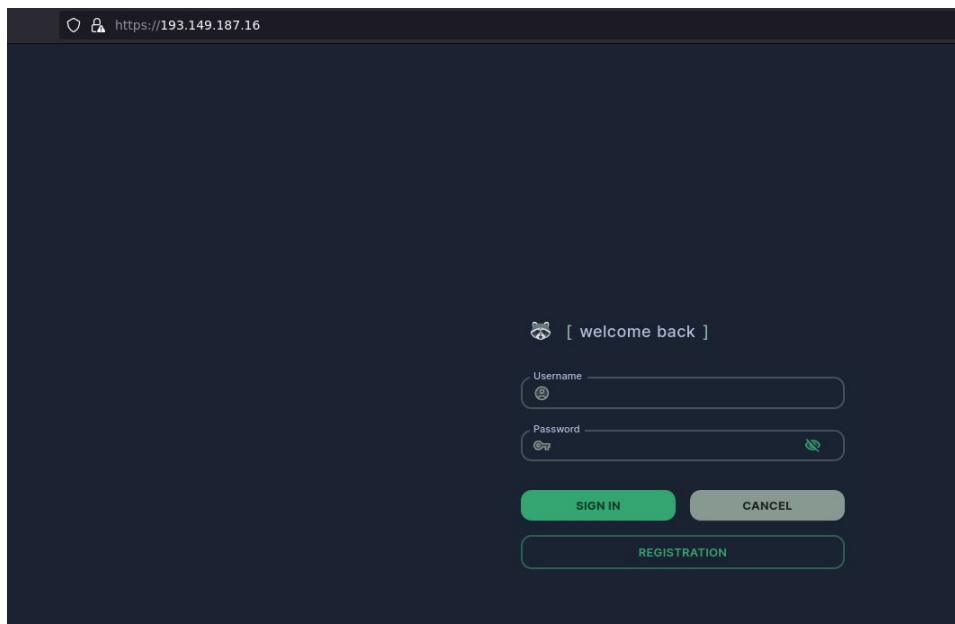 https://193.149.187.16
[ welcome back ]
Username
Password
SIGN IN
CANCEL
REGISTRATION